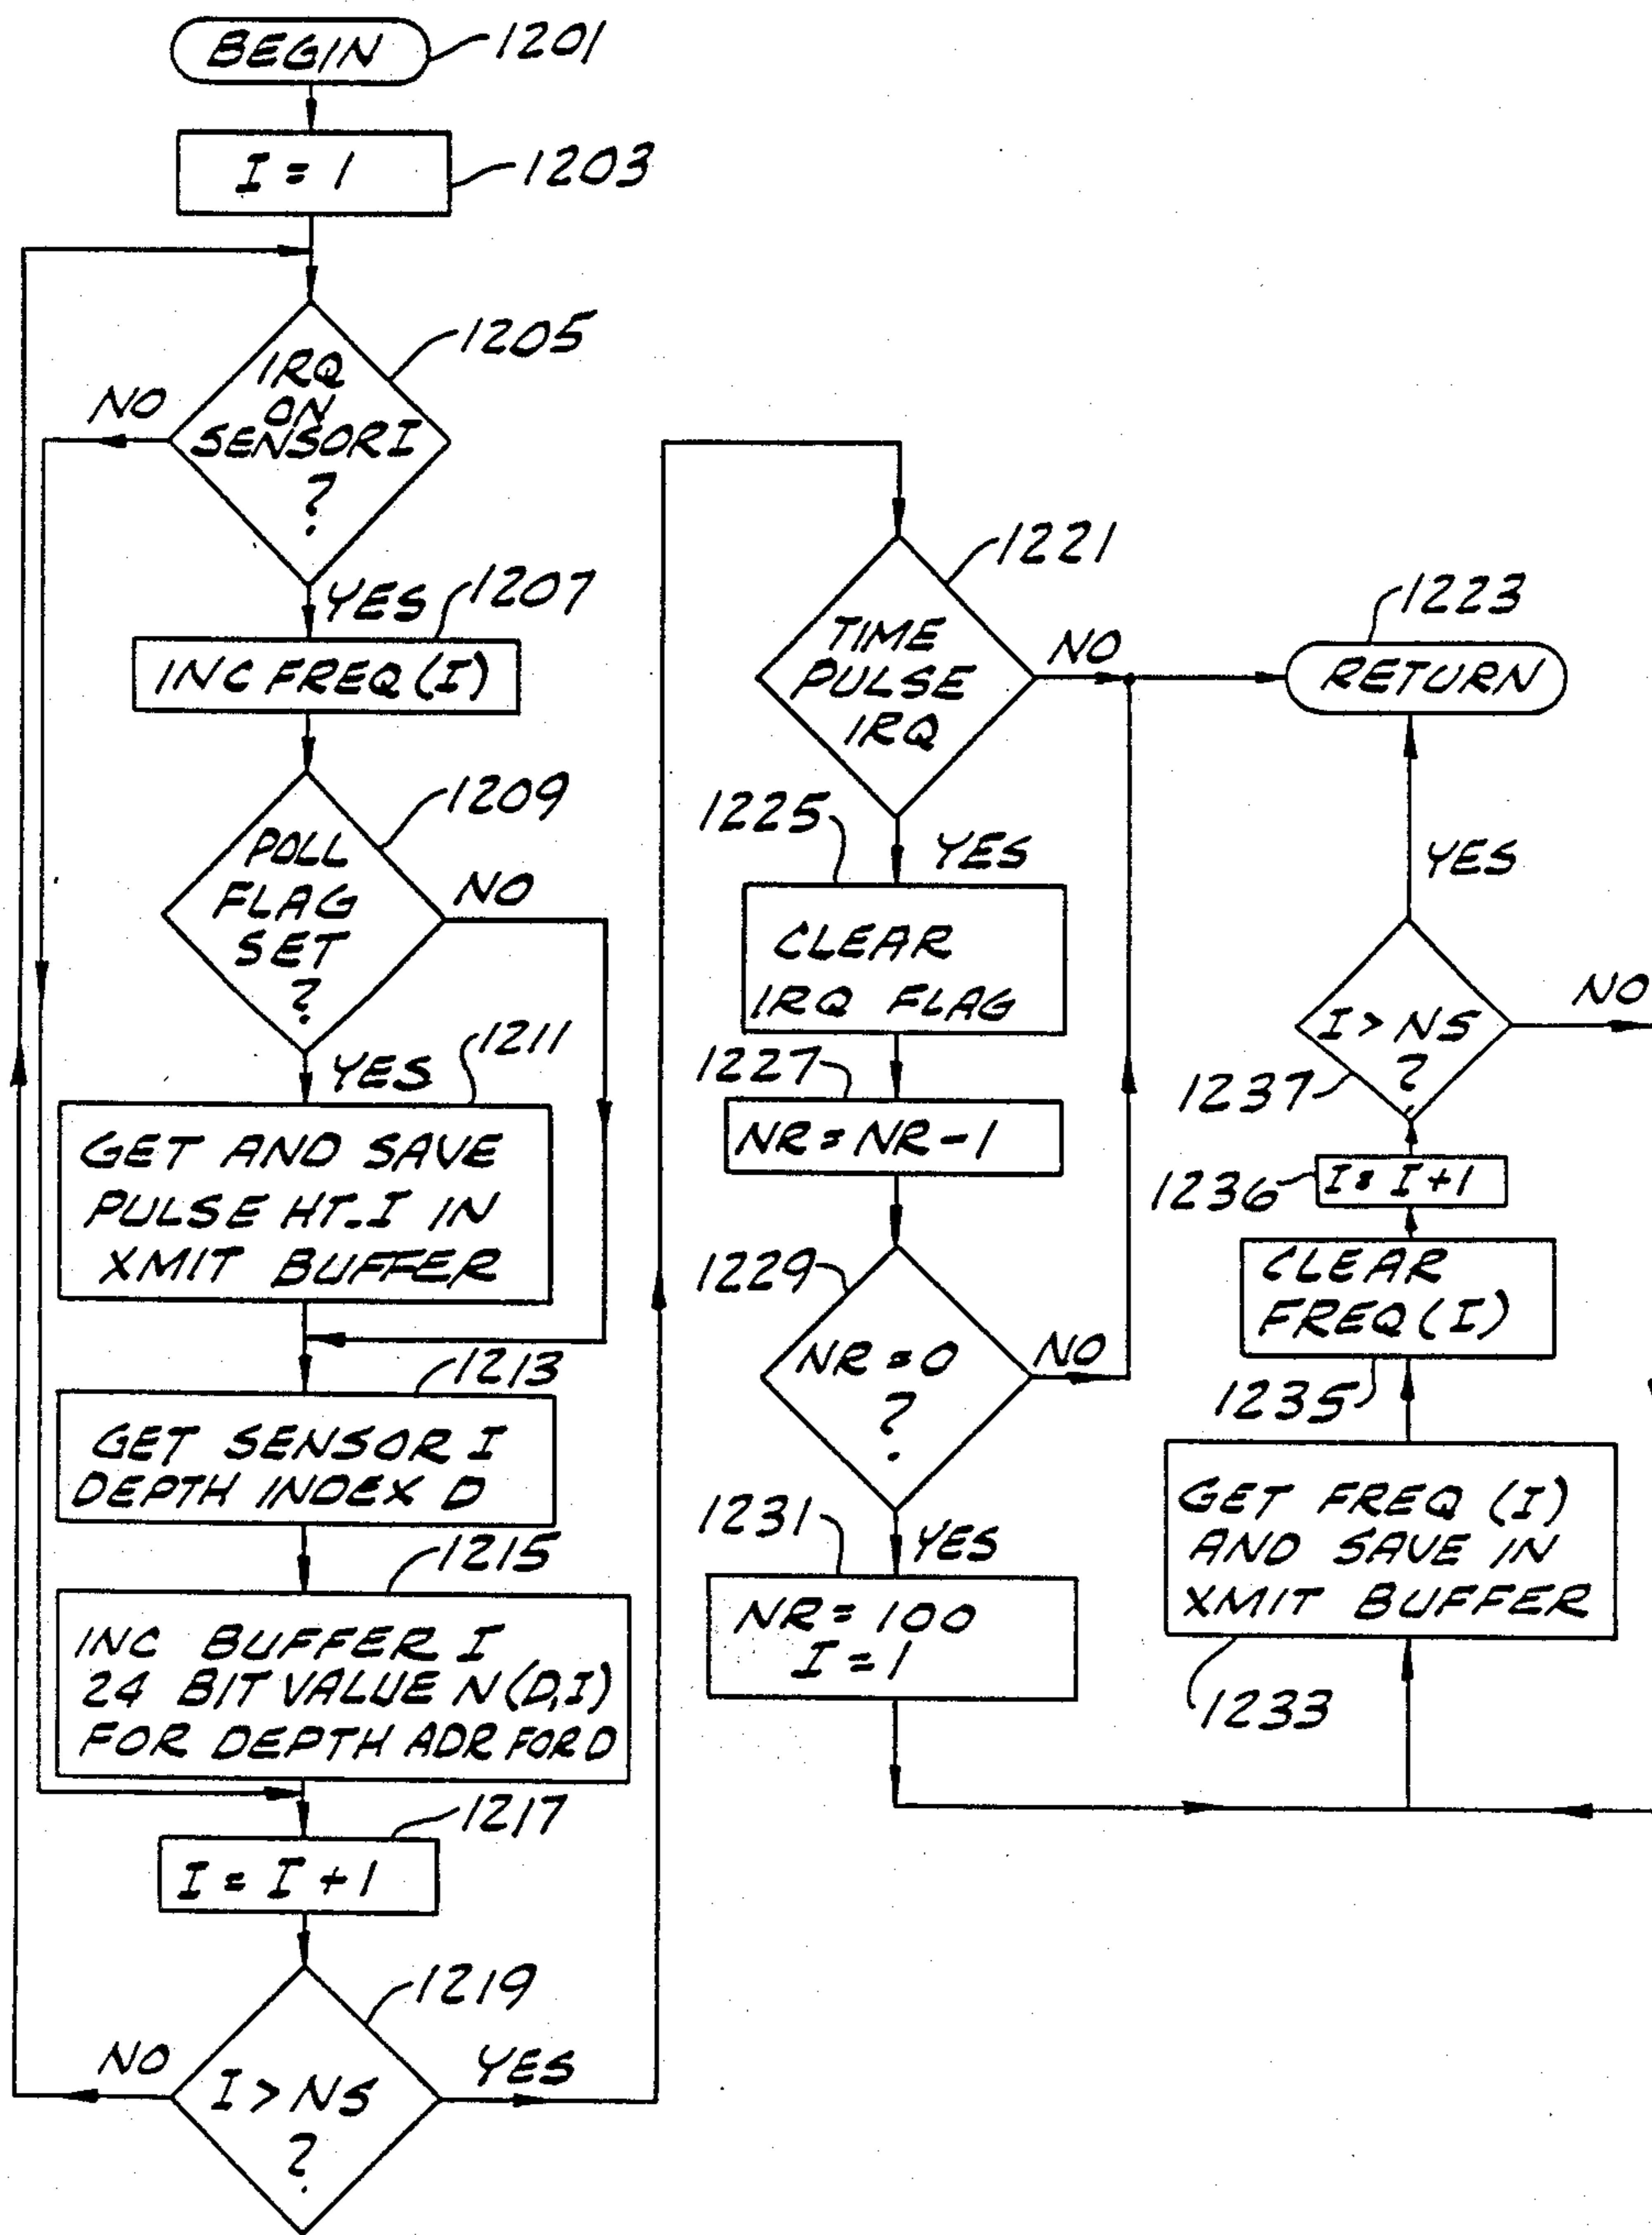 BEGIN
1201
I = 1
1203
IRQ
ON
SENSOR I
?
1205
NO
YES
1207
INC FREQ (I)
POLL
FLAG
SET
?
1209
NO
YES
1211
GET AND SAVE
PULSE HT.I IN
XMIT BUFFER
1213
GET SENSOR I
DEPTH INDEX D
1215
INC BUFFER I
24 BIT VALUE N(D,I)
FOR DEPTH ADR FOR D
1217
I = I + 1
1219
I > NS
?
NO
YES
1221
TIME
PULSE
IRQ
NO
YES
1223
RETURN
1225
CLEAR
IRQ FLAG
1227
NR = NR - 1
1229
NR = 0
?
NO
YES
1231
NR = 100
I = 1
YES
I > NS
?
NO
1237
1236
I = I + 1
CLEAR
FREQ (I)
1235
GET FREQ (I)
AND SAVE IN
XMIT BUFFER
1233